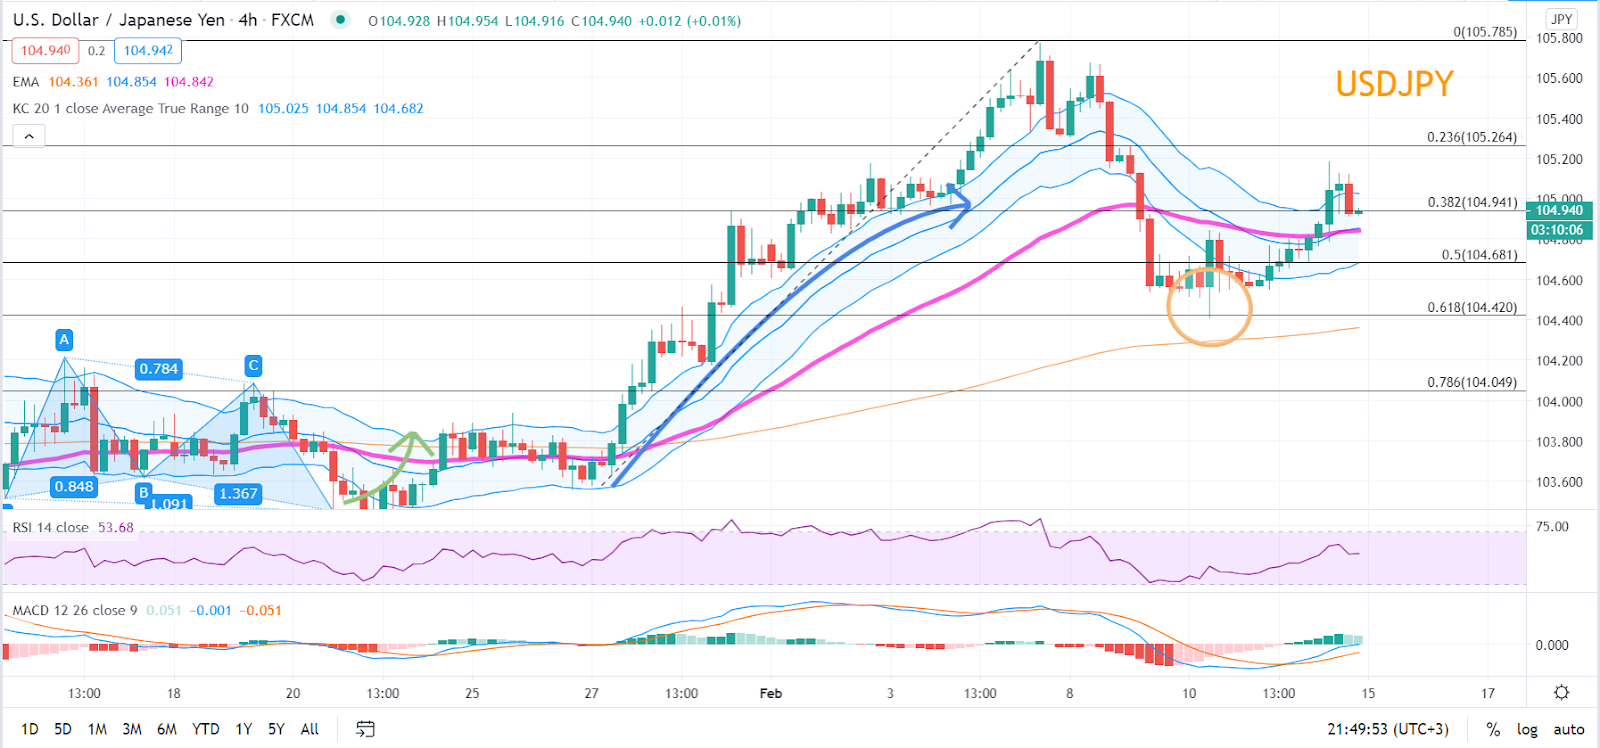 U.S. Dollar / Japanese Yen · 4h · FXCM O104.928 H104.954 L104.916 C104.940 +0.012 (+0.01%)
JPY
104.940 0.2 104.942
EMA 104.361 104.854 104.842
KC 20 1 close Average True Range 10 105.025 104.854 104.682
USDJPY
0(105.785)
0.236(105.264)
0.382(104.941)
0.5(104.681)
0.618(104.420)
0.786(104.049)
105.800
105.600
105.400
105.200
105.000
104.940
03:10:06
104.800
104.600
104.400
104.200
104.000
103.800
103.600
A
0.784
C
0.848
B
1.091
1.367
RSI 14 close 53.68
75.00
MACD 12 26 close 9 0.051 −0.001 −0.051
0.000
13:00 18 20 13:00 25 27 13:00 Feb 3 13:00 8 10 13:00 15 17
1D 5D 1M 3M 6M YTD 1Y 5Y All
21:49:53 (UTC+3) % log auto